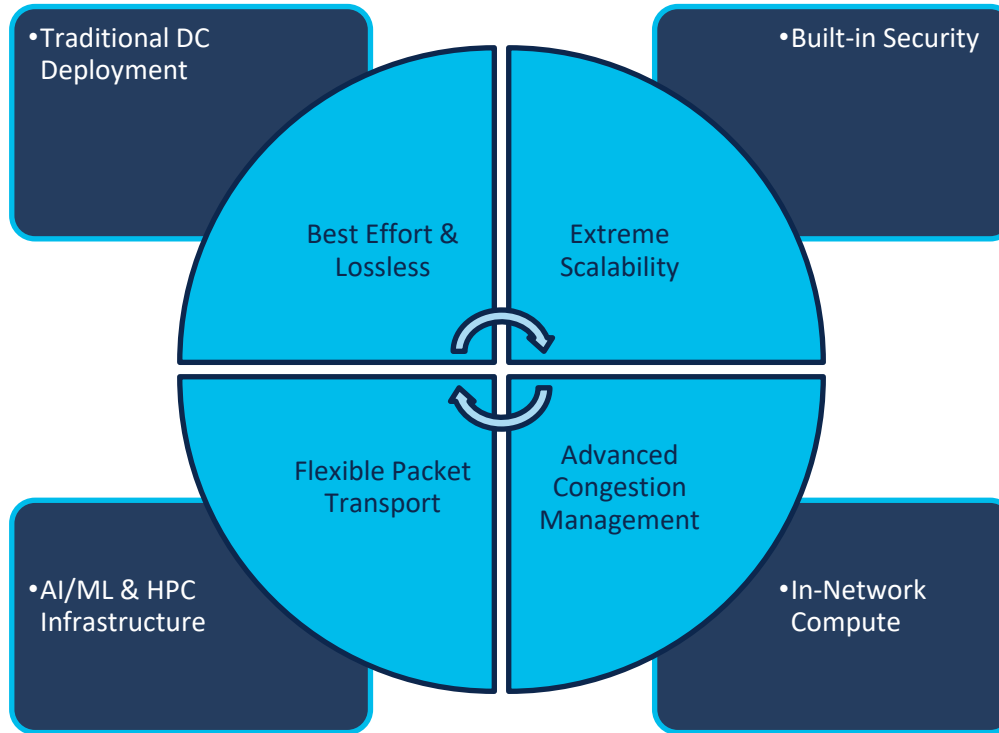 •Traditional DC
Deployment
•Built-in Security
Best Effort &
Lossless
Extreme
Scalability
Flexible Packet
Transport
Advanced
Congestion
Management
•AI/ML & HPC
Infrastructure
•In-Network
Compute